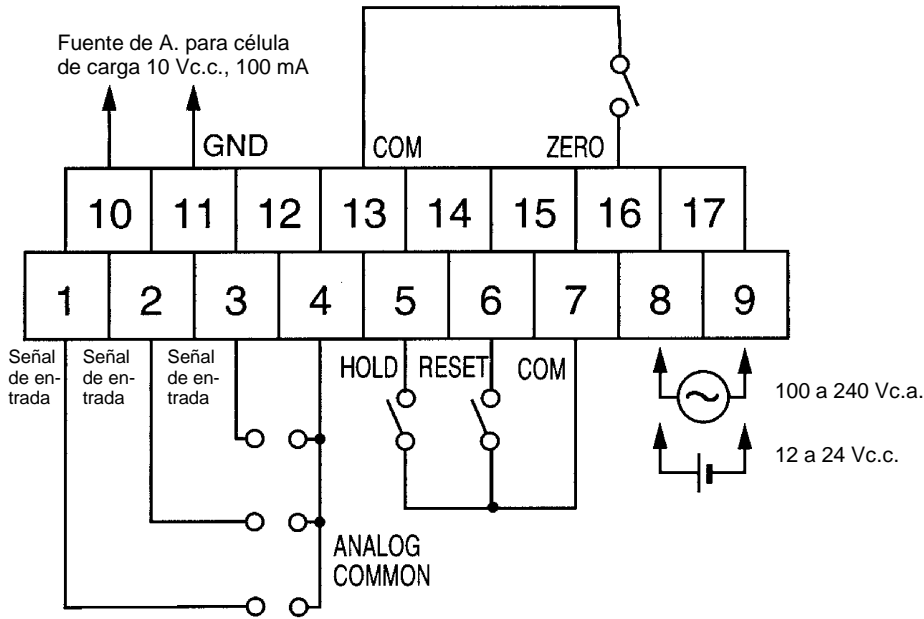 Fuente de A. para célula
de carga 10 Vc.c., 100 mA
GND
COM
ZERO
10 11 12 13 14 15 16 17
1 2 3 4 5 6 7 8 9
Señal
de en-
trada
Señal
de en-
trada
Señal
de en-
trada
HOLD
RESET
COM
100 a 240 Vc.a.
12 a 24 Vc.c.
ANALOG
COMMON